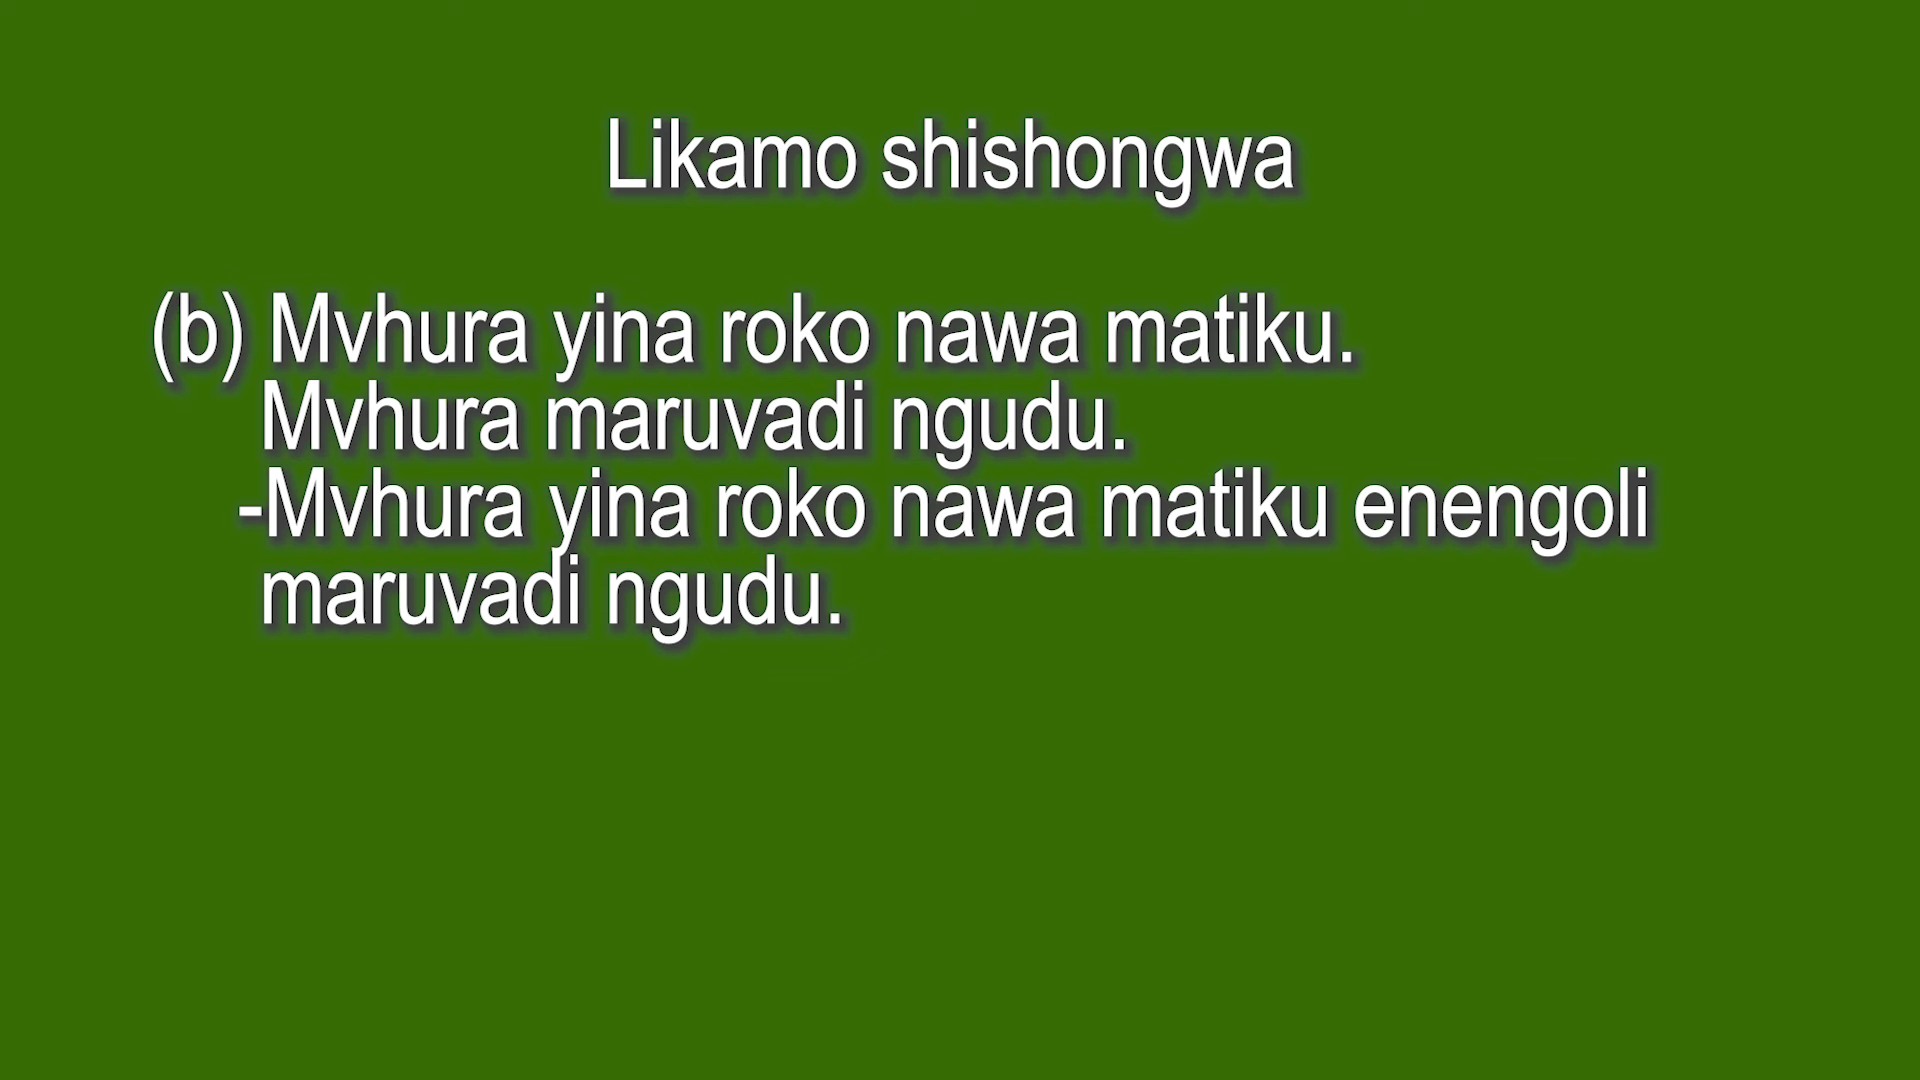 Likamo shishongwa
(b) Mvhura yina roko nawa matiku.
Mvhura maruvadi ngudu.
-Mvhura yina roko nawa matiku enengoli
maruvadi ngudu.